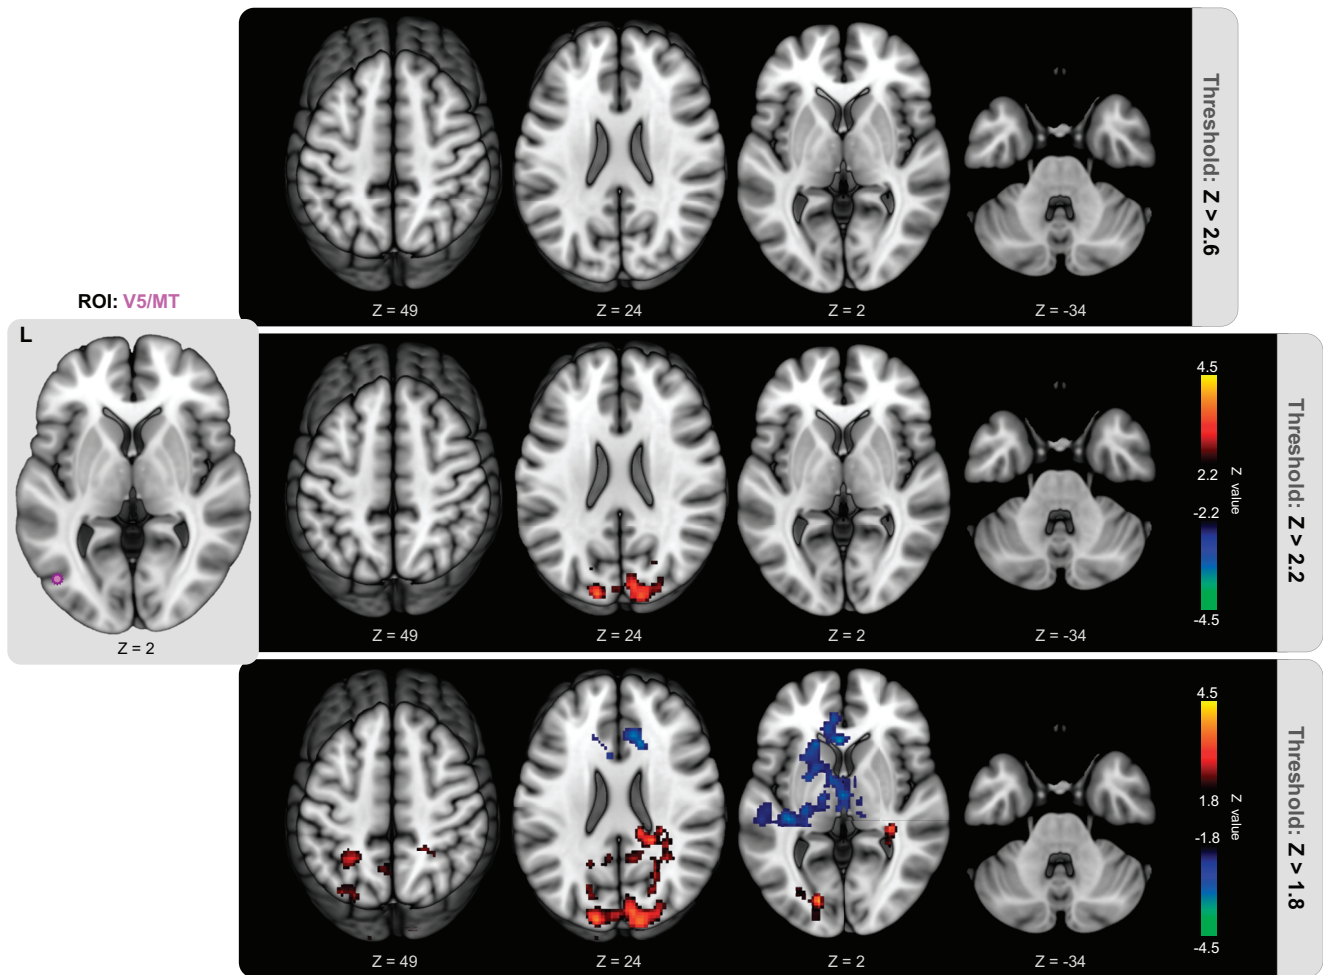 Threshold: Z > 2.6
Z = 49
Z = 24
Z = 2
Z = -34
ROI: V5/MT
L
Z = 2
4.5
2.2
-2.2
-4.5
Z value
Threshold: Z > 2.2
Z = 49
Z = 24
Z = 2
Z = -34
4.5
1.8
-1.8
-4.5
Z value
Threshold: Z > 1.8
Z = 49
Z = 24
Z = 2
Z = -34